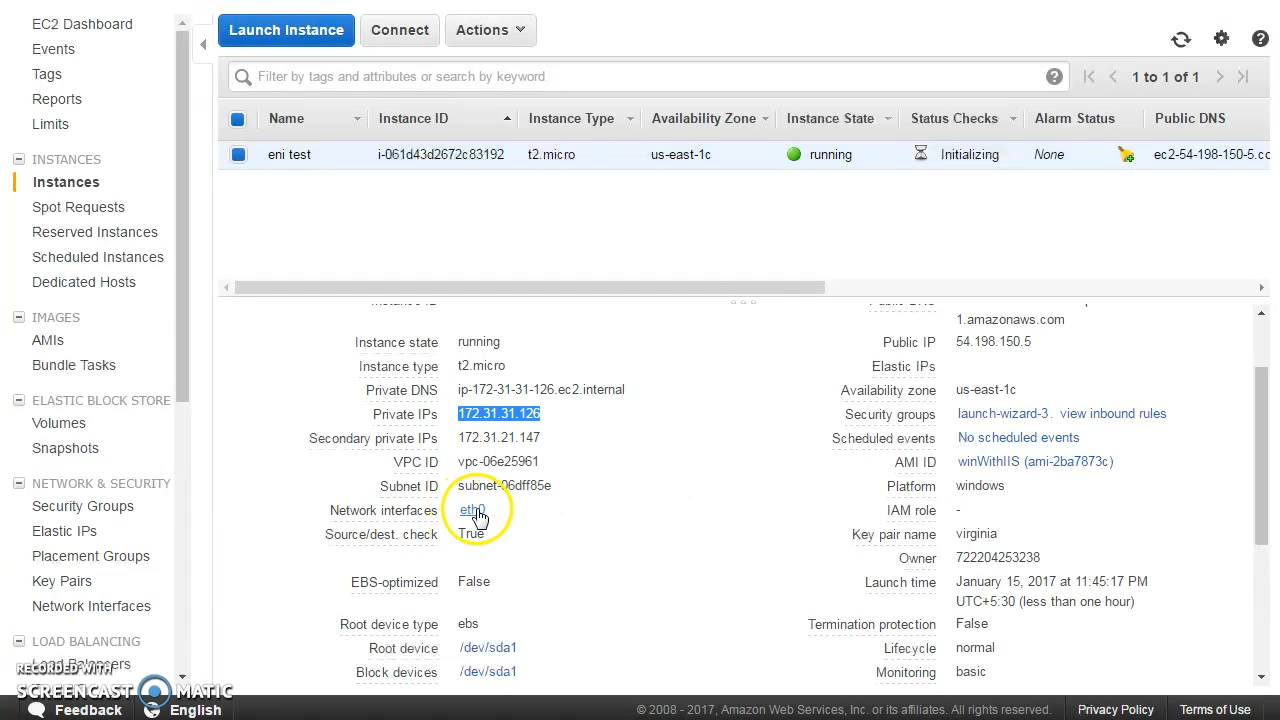 EC2 Dashboard
Events
Tags
Reports
Limits
INSTANCES
Instances
Spot Requests
Reserved Instances
Scheduled Instances
Dedicated Hosts
IMAGES
AMIs
Bundle Tasks
ELASTIC BLOCK STORE
Volumes
Snapshots
NETWORK & SECURITY
Security Groups
Elastic IPs
Placement Groups
Key Pairs
Network Interfaces
LOAD BALANCING
Load Balancers
RECORDED WITH
SCREENCAST MATIC
Launch Instance Connect Actions
Filter by tags and attributes or search by keyword 1 to 1 of 1
Name Instance ID Instance Type Availability Zone Instance State Status Checks Alarm Status Public DNS
eni test i-061d43d2672c83192 t2.micro us-east-1c running Initializing None ec2-54-198-150-5.cc
1.amazonaws.com
Instance state running Public IP 54.198.150.5
Instance type t2.micro Elastic IPs
Private DNS ip-172-31-31-126.ec2.internal Availability zone us-east-1c
Private IPs 172.31.31.126 Security groups launch-wizard-3. view inbound rules
Secondary private IPs 172.31.21.147 Scheduled events No scheduled events
VPC ID vpc-06e25961 AMI ID winWithIIS (ami-2ba7873c)
Subnet ID subnet-06dff85e Platform windows
Network interfaces eth0 IAM role -
Source/dest. check True Key pair name virginia
Owner 722204253238
EBS-optimized False Launch time January 15, 2017 at 11:45:17 PM
UTC+5:30 (less than one hour)
Root device type ebs Termination protection False
Root device /dev/sda1 Lifecycle normal
Block devices /dev/sda1 Monitoring basic
Feedback English © 2008 - 2017, Amazon Web Services, Inc. or its affiliates. All rights reserved. Privacy Policy Terms of Use